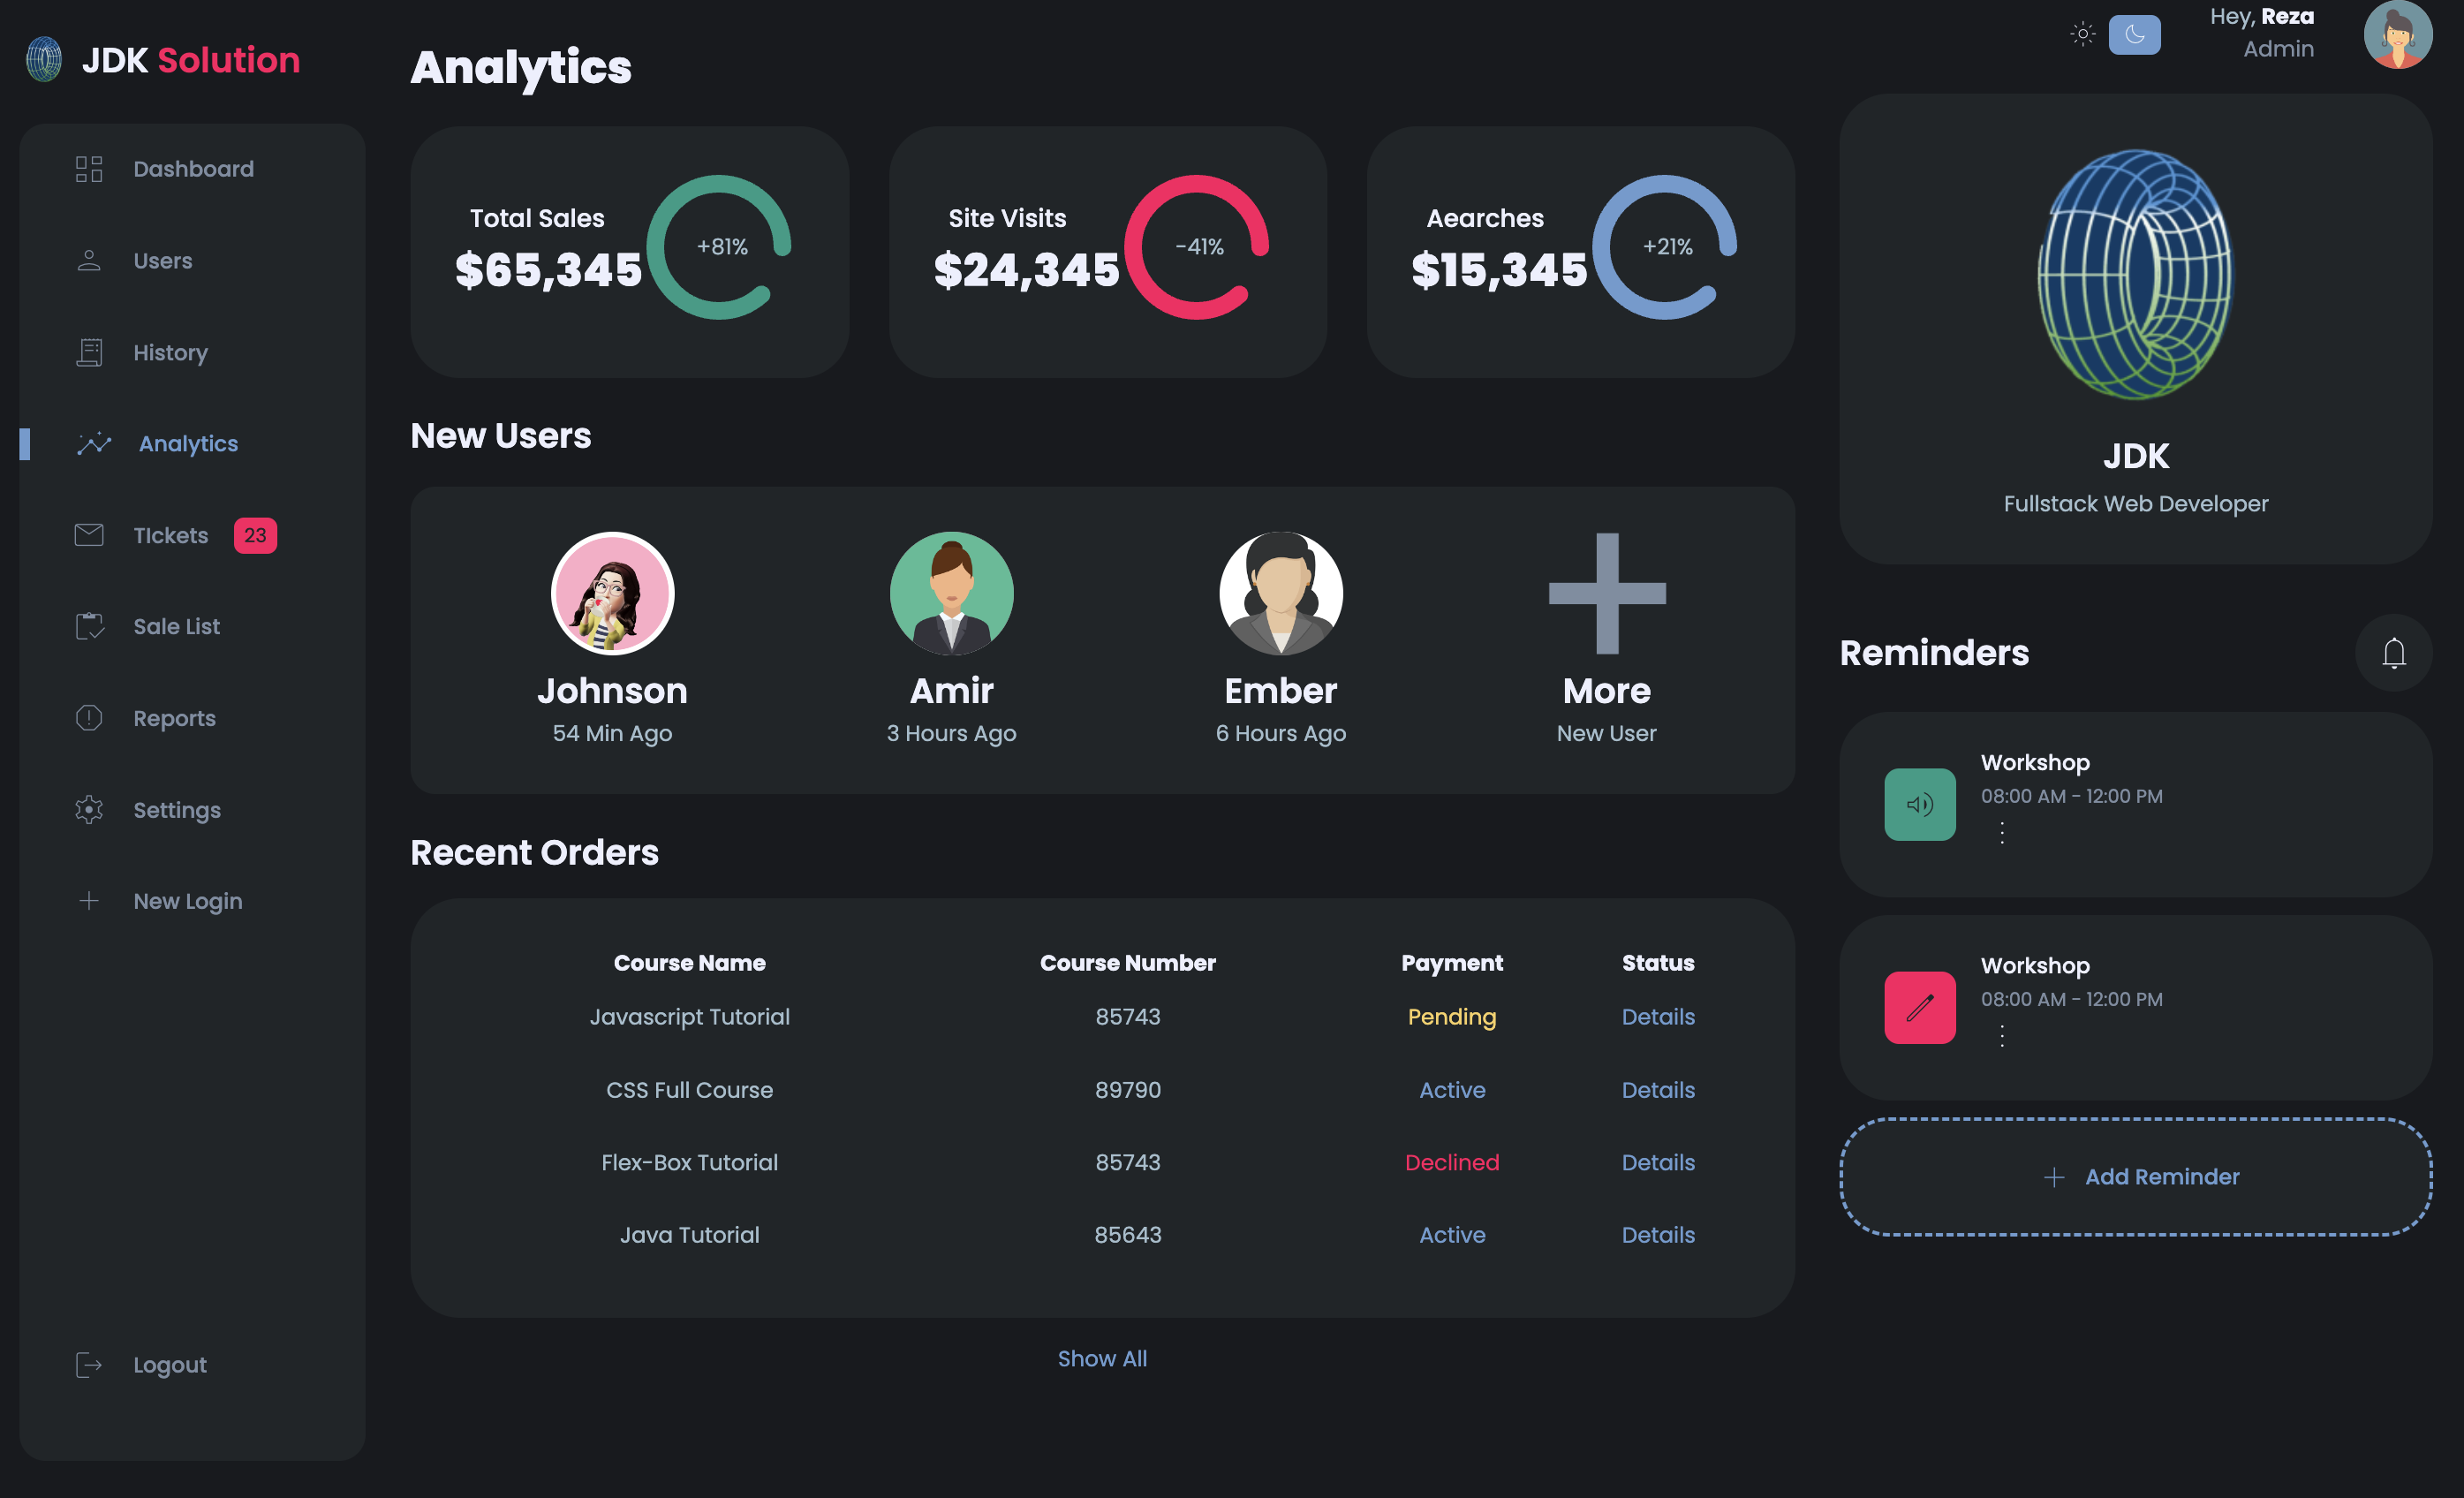 JDK Solution
Dashboard
Users
History
Analytics
TIckets 23
Sale List
Reports
Settings
New Login
Logout
Analytics
Total Sales
$65,345
+81%
Site Visits
$24,345
-41%
Aearches
$15,345
+21%
New Users
Johnson
54 Min Ago
Amir
3 Hours Ago
Ember
6 Hours Ago
More
New User
Recent Orders
Course Name Course Number Payment Status
Javascript Tutorial 85743 Pending Details
CSS Full Course 89790 Active Details
Flex-Box Tutorial 85743 Declined Details
Java Tutorial 85643 Active Details
Show All
Hey, Reza
Admin
JDK
Fullstack Web Developer
Reminders
Workshop
08:00 AM - 12:00 PM
Workshop
08:00 AM - 12:00 PM
Add Reminder